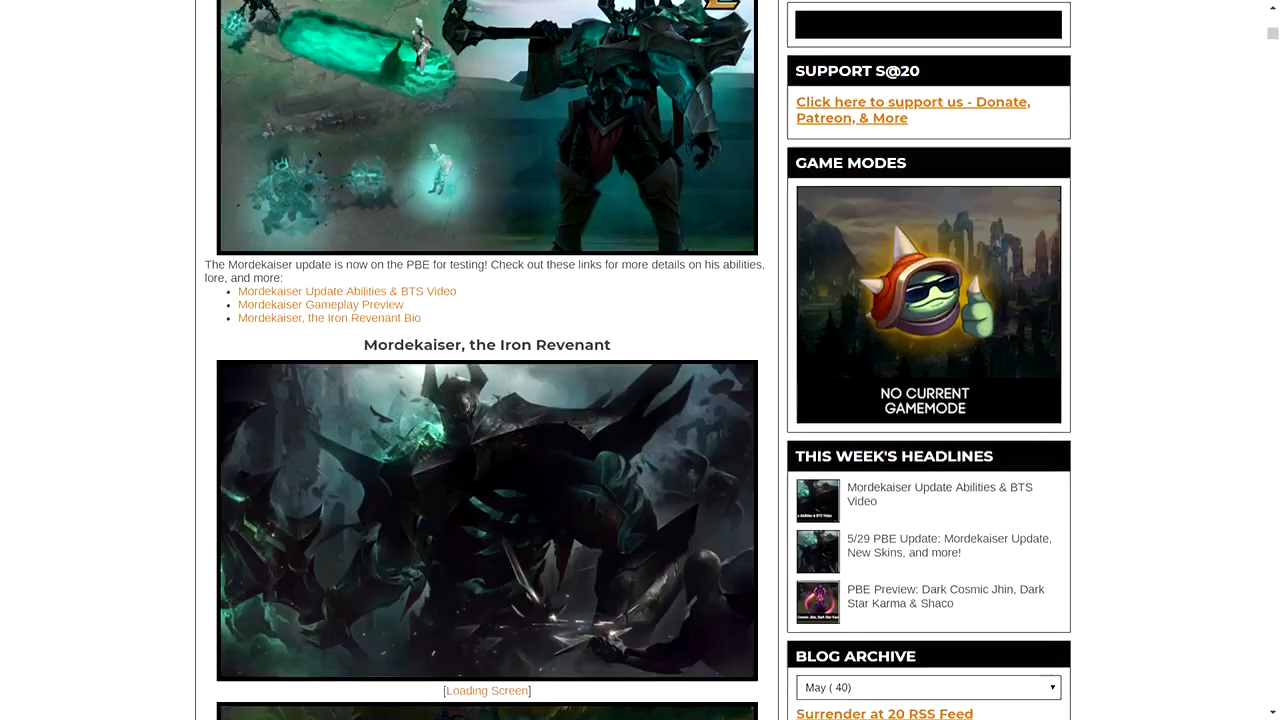 The Mordekaiser update is now on the PBE for testing! Check out these links for more details on his abilities,
lore, and more:
Mordekaiser Update Abilities & BTS Video
Mordekaiser Gameplay Preview
Mordekaiser, the Iron Revenant Bio
Mordekaiser, the Iron Revenant
[Loading Screen]
SUPPORT S@20
Click here to support us - Donate,
Patreon, & More
GAME MODES
NO CURRENT
GAMEMODE
THIS WEEK'S HEADLINES
Mordekaiser Update Abilities & BTS
Video
5/29 PBE Update: Mordekaiser Update,
New Skins, and more!
PBE Preview: Dark Cosmic Jhin, Dark
Star Karma & Shaco
BLOG ARCHIVE
May ( 40)
Surrender at 20 RSS Feed